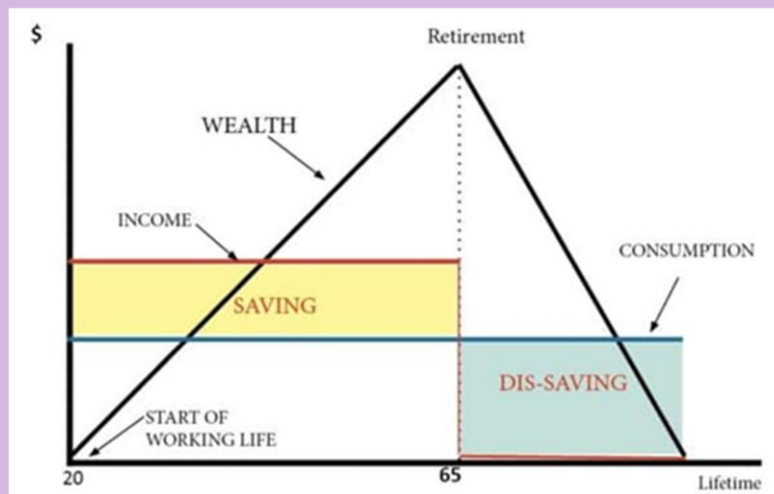 $
Retirement
WEALTH
INCOME
CONSUMPTION
SAVING
DIS-SAVING
START OF
WORKING LIFE
20
65
Lifetime